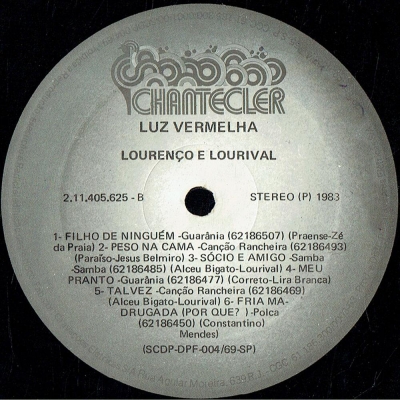 CHANTECLER
LUZ VERMELHA
LOURENÇO E LOURIVAL
2.11.405.625 - B
STEREO (P) 1983
1- FILHO DE NINGUÉM -Guarânia (62186507) (Praense-Zé
da Praia) 2- PESO NA CAMA -Canção Rancheira (62186493)
(Paraíso-Jesus Belmiro) 3- SÓCIO E AMIGO -Samba
-Samba (62186485) (Alceu Bigato-Lourival) 4- MEU
PRANTO -Guarânia (62186477) (Correto-Lira Branca)
5- TALVEZ -Canção Rancheira (62186469)
(Alceu Bigato-Lourival) 6- FRIA MA-
DRUGADA (POR QUE? ) -Polca
(62186450) (Constantino)
Mendes)
(SCDP-DPF-004/69-SP)